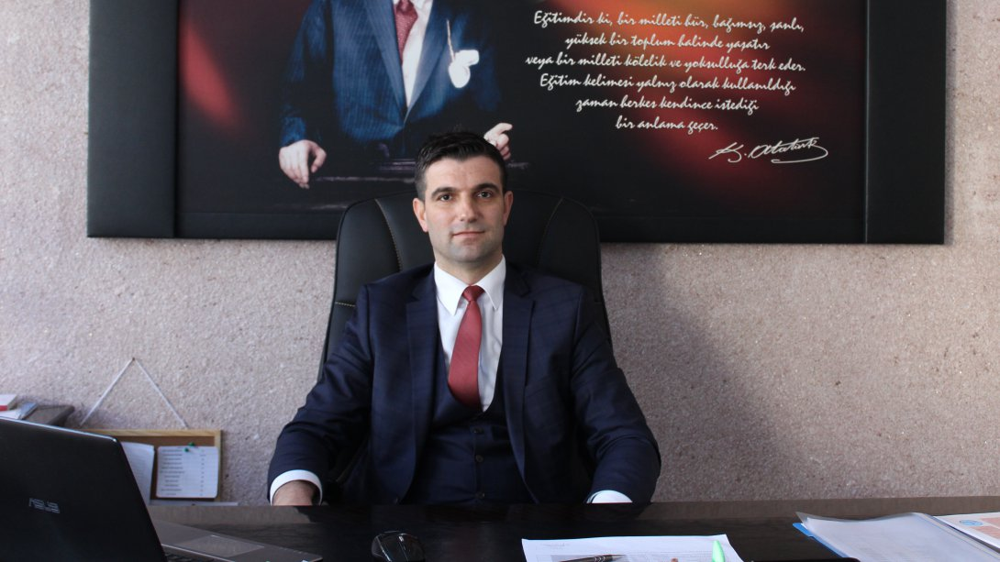 Eğitimdir ki, bir milleti hür, bağımsız, şanlı,
yüksek bir toplum halinde yaşatır
veya bir milleti kölelik ve yoksulluğa terk eder.
Eğitim kelimesi yalnız olarak kullanıldığı
zaman herkes kendince istediği
bir anlama geçer.
K. Atatürk
ASUS